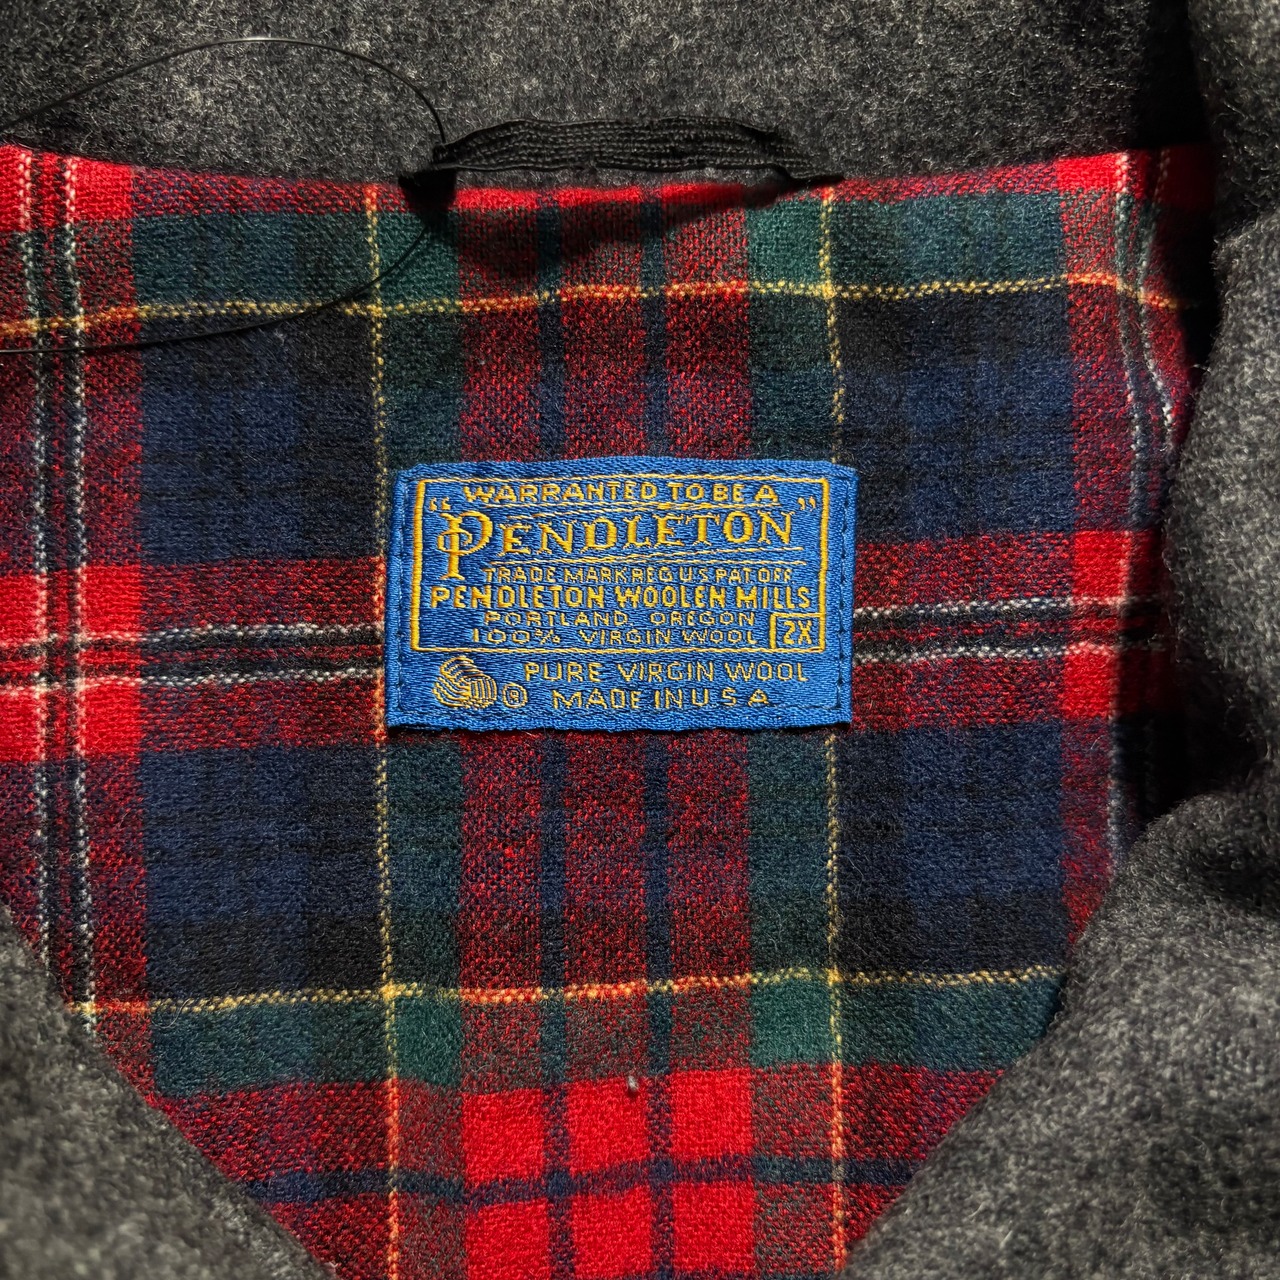 "WARRANTED TO BE A
PENDLETON"
TRADE MARK REG U.S PAT OFF
PENDLETON WOOLEN MILLS
PORTLAND, OREGON
100% VIRGIN WOOL 2X
PURE VIRGIN WOOL
® MADE IN U S A